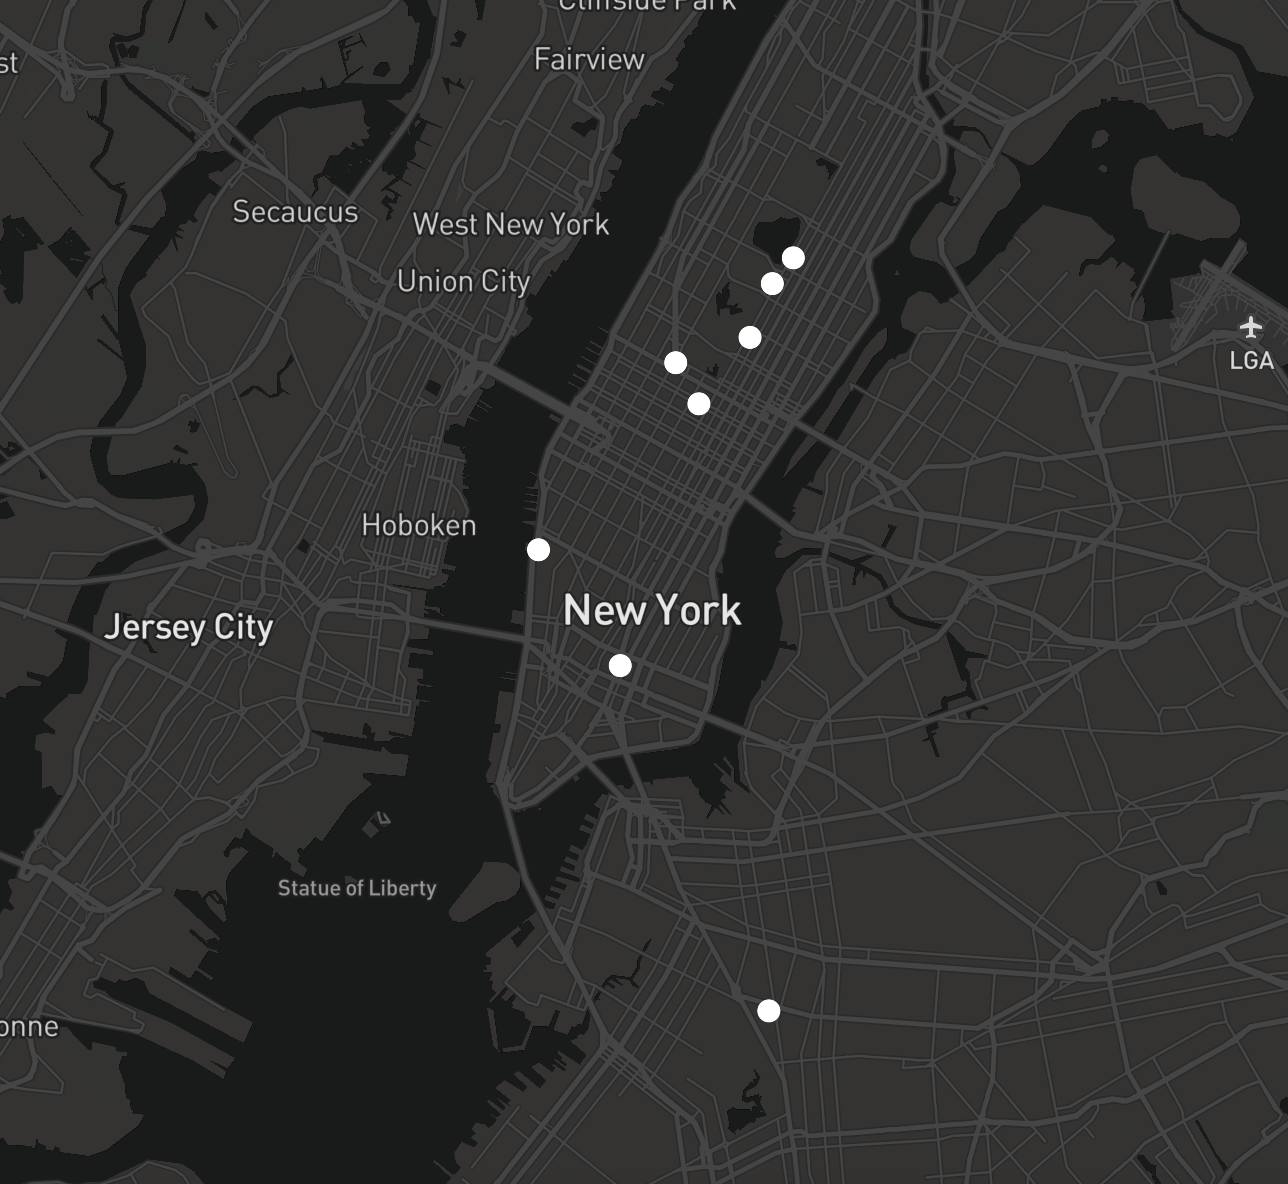 Cliffside Park
Fairview
st
Secaucus
West New York
Union City
LGA
Hoboken
New York
Jersey City
Statue of Liberty
onne